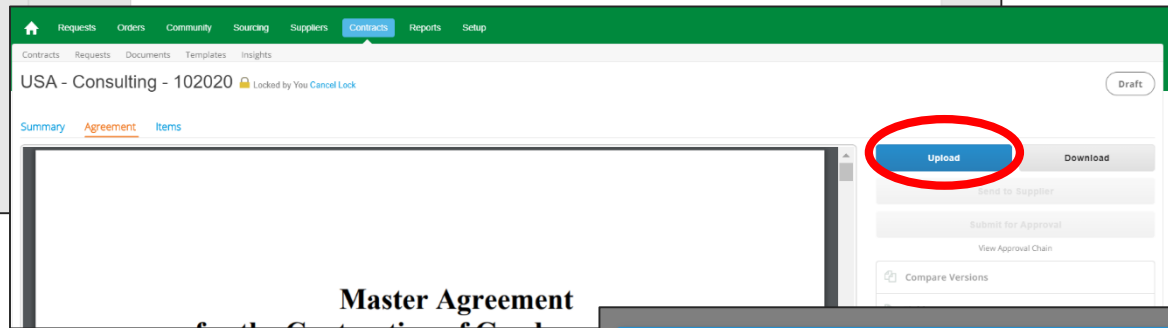 Requests Orders Community Sourcing Suppliers Contracts Reports Setup
Contracts Requests Documents Templates Insights
USA - Consulting - 102020 Locked by You Cancel Lock
Draft
Summary Agreement Items
Upload Download
Send to Supplier
Submit for Approval
View Approval Chain
Compare Versions
Master Agreement
for the